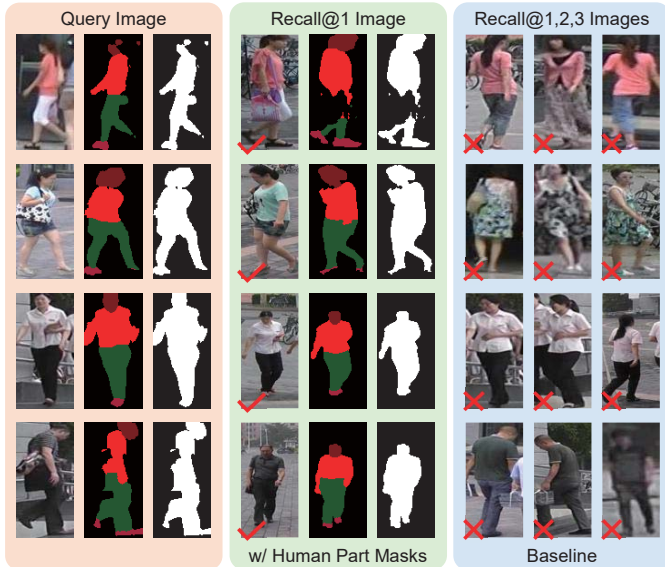 Query Image
Recall@1 Image
Recall@1,2,3 Images
w/ Human Part Masks
Baseline